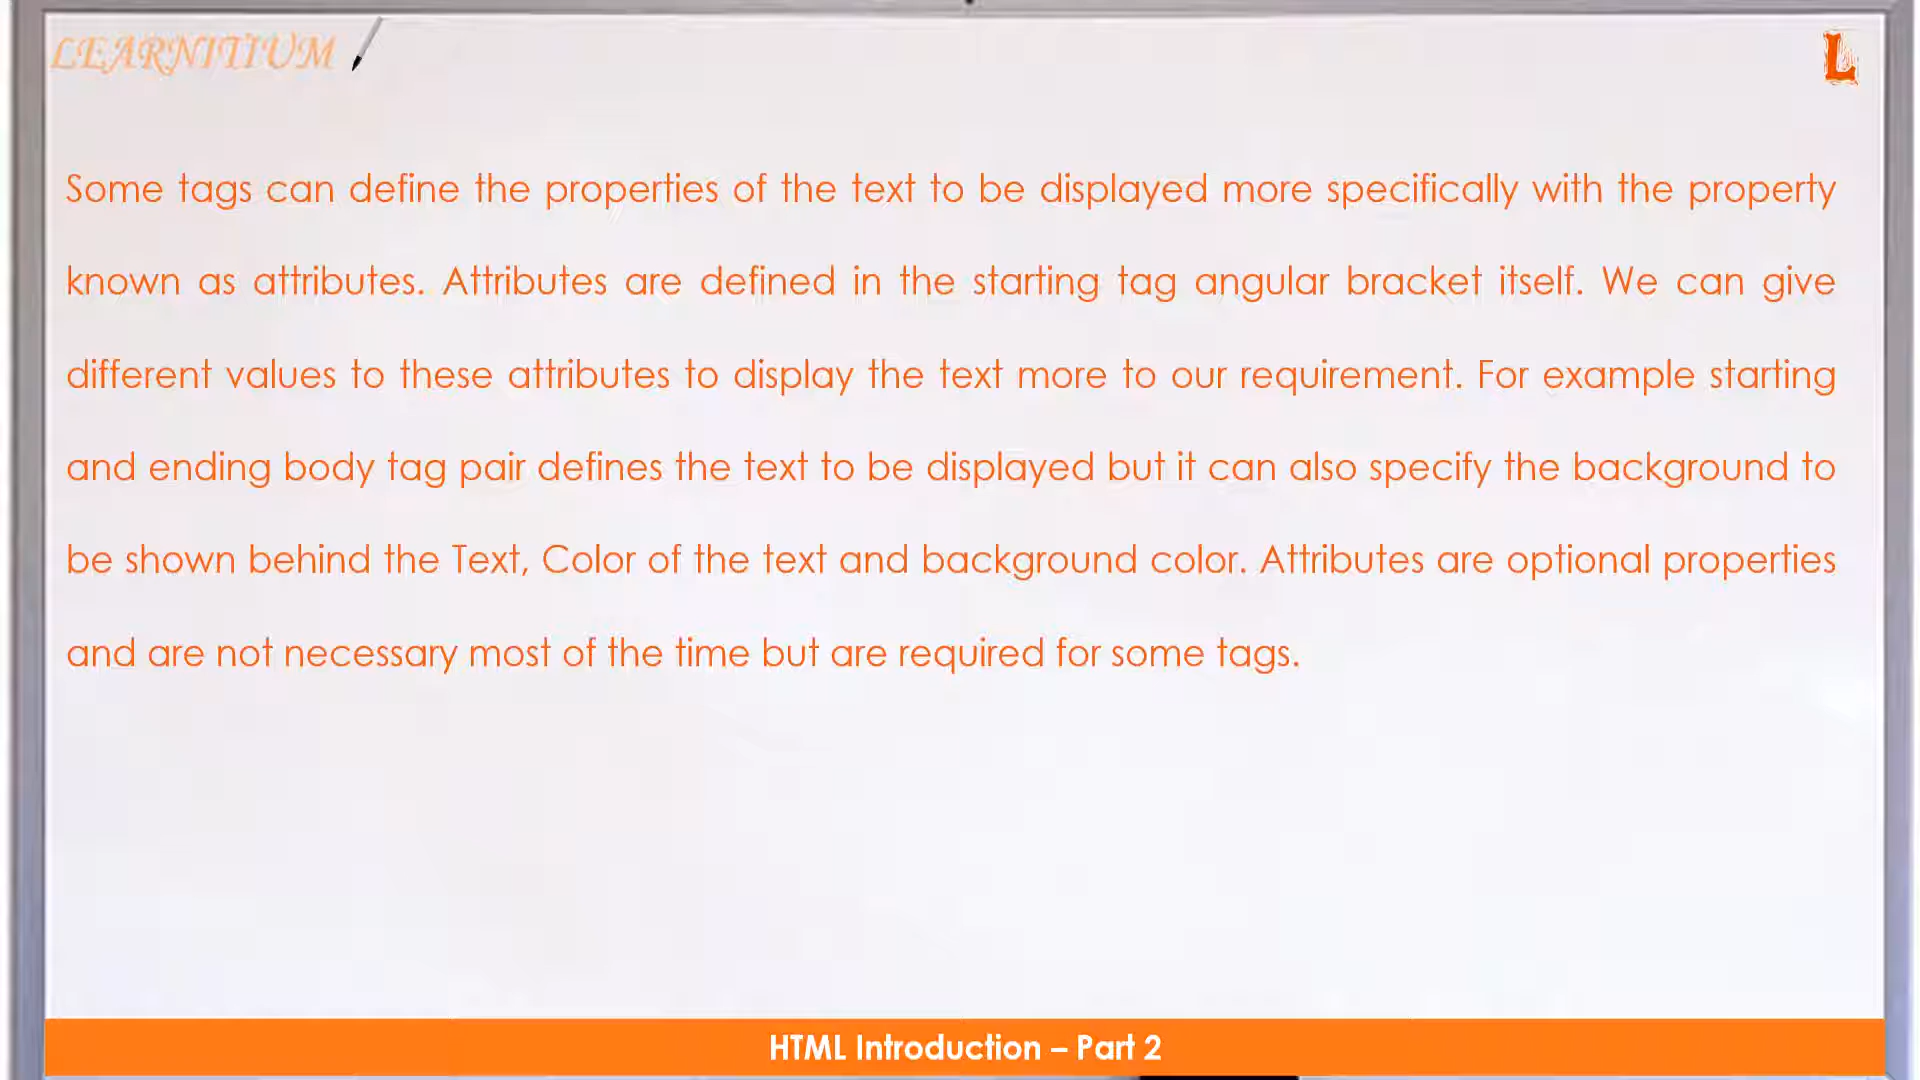 LEARNITIUM
L
Some tags can define the properties of the text to be displayed more specifically with the property
known as attributes. Attributes are defined in the starting tag angular bracket itself. We can give
different values to these attributes to display the text more to our requirement. For example starting
and ending body tag pair defines the text to be displayed but it can also specify the background to
be shown behind the Text, Color of the text and background color. Attributes are optional properties
and are not necessary most of the time but are required for some tags.
HTML Introduction – Part 2